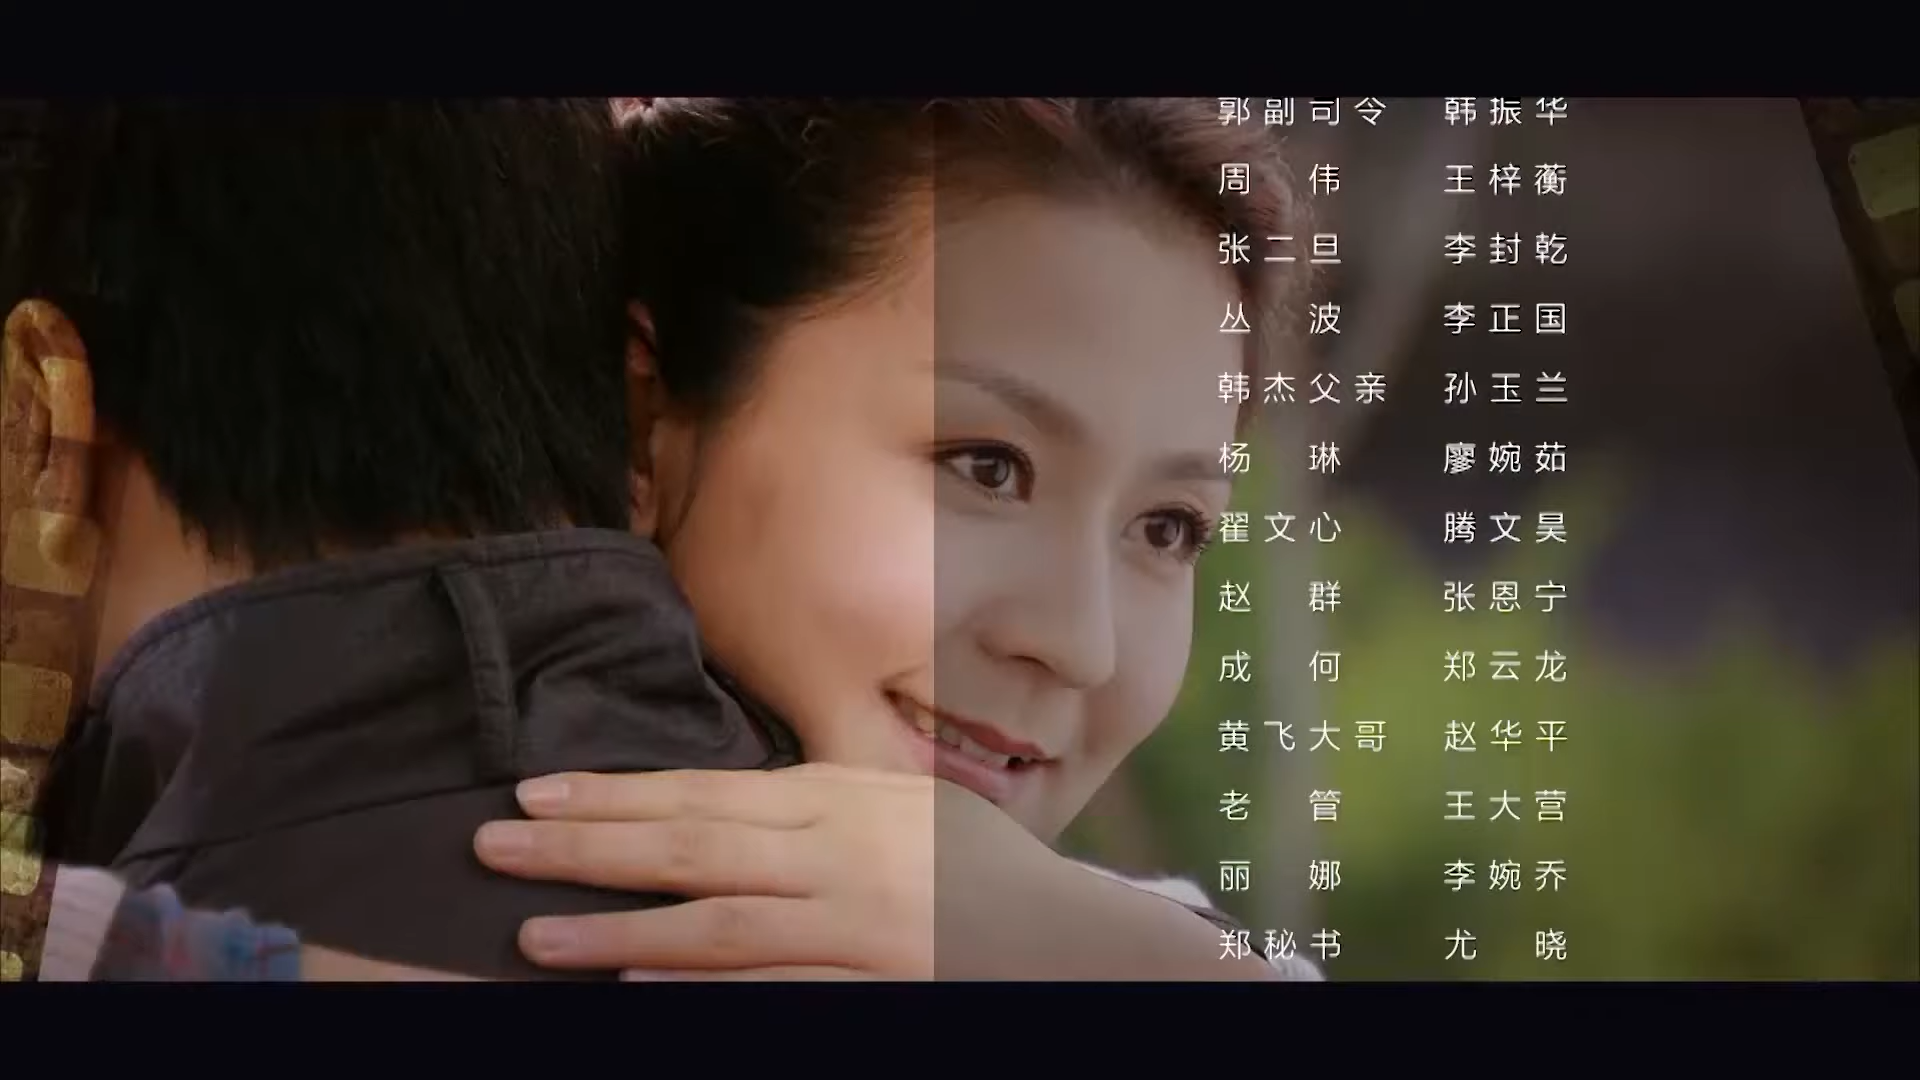 郭副司令 韩振华
周伟 王梓蘅
张二旦 李封乾
丛波 李正国
韩杰父亲 孙玉兰
杨琳 廖婉茹
翟文心 腾文昊
赵群 张恩宁
成何 郑云龙
黄飞大哥 赵华平
老管 王大营
丽娜 李婉乔
郑秘书 尤晓